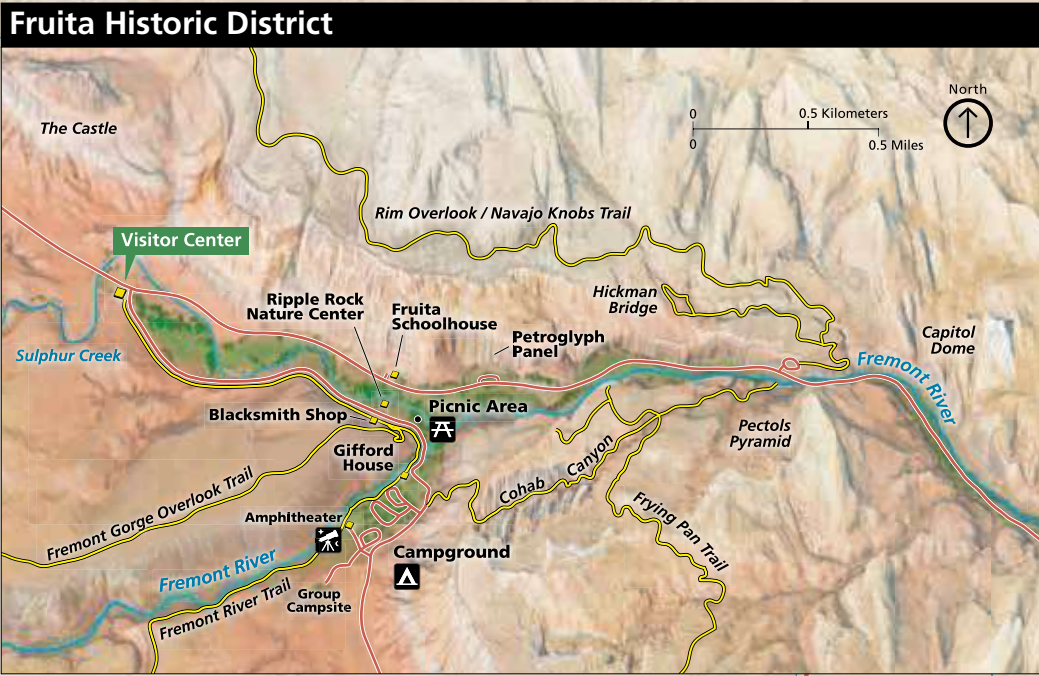 Fruita Historic District
North
0 0.5 Kilometers
0 0.5 Miles
The Castle
Rim Overlook / Navajo Knobs Trail
Visitor Center
Hickman
Bridge
Ripple Rock
Nature Center
Fruita
Schoolhouse
Petroglyph
Panel
Capitol
Dome
Sulphur Creek
Fremont River
Blacksmith Shop
Picnic Area
Pectols
Pyramid
Gifford
House
Cohab Canyon
Fremont Gorge Overlook Trail
Frying Pan Trail
Amphitheater
Campground
Fremont River
Group
Campsite
Fremont River Trail